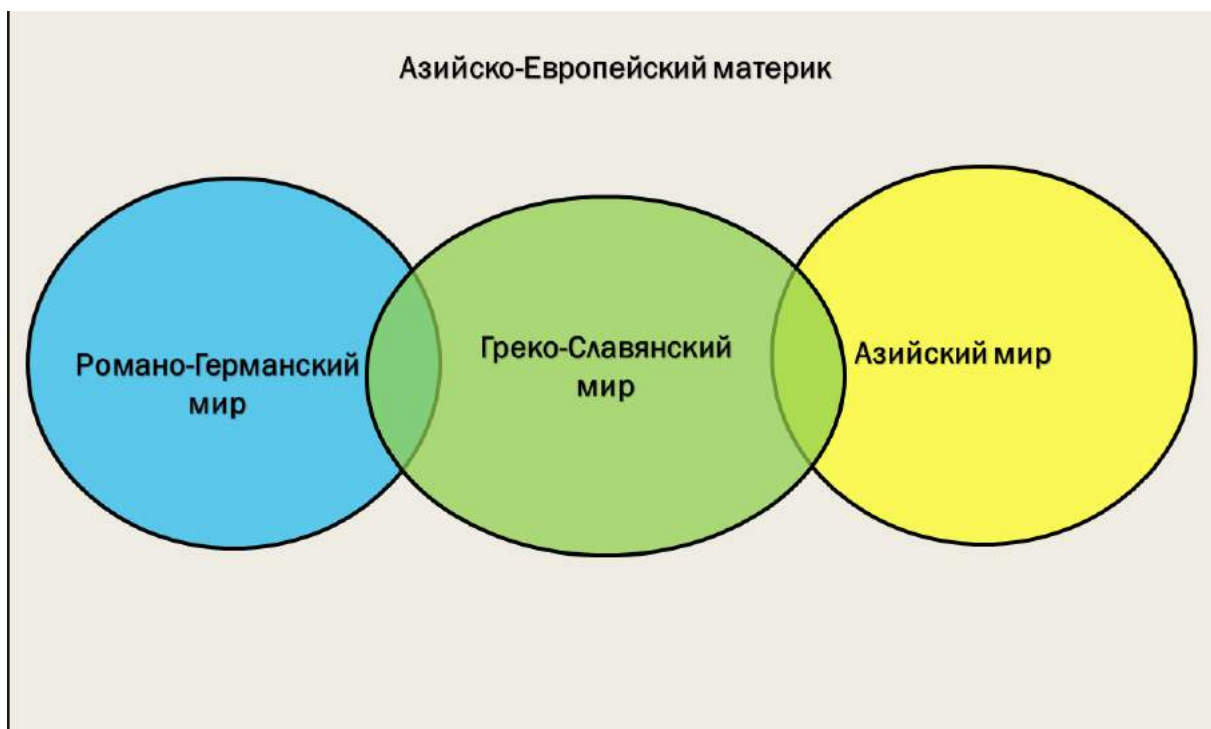 Азийско-Европейский материк
Романо-Германский
мир
Греко-Славянский
мир
Азийский мир